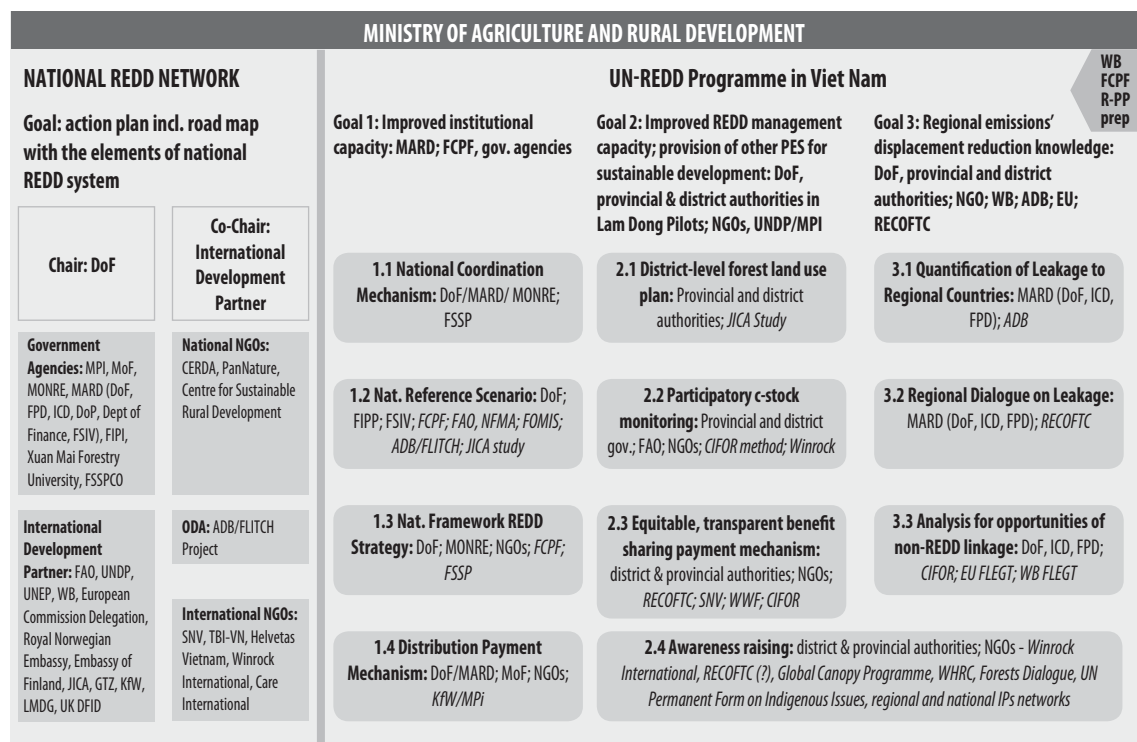 MINISTRY OF AGRICULTURE AND RURAL DEVELOPMENT
NATIONAL REDD NETWORK
Goal: action plan incl. road map
with the elements of national
REDD system
Chair: DoF
Co-Chair:
International
Development
Partner
Government
Agencies: MPI, MoF,
MONRE, MARD (DoF,
FPD, ICD, DoP, Dept of
Finance, FSIV), FIPI,
Xuan Mai Forestry
University, FSSPCO
National NGOs:
CERDA, PanNature,
Centre for Sustainable
Rural Development
International
Development
Partner: FAO, UNDP,
UNEP, WB, European
Commission Delegation,
Royal Norwegian
Embassy, Embassy of
Finland, JICA, GTZ, KfW,
LMDG, UK DFID
ODA: ADB/FLITCH
Project
International NGOs:
SNV, TBI-VN, Helvetas
Vietnam, Winrock
International, Care
International
UN-REDD Programme in Viet Nam
WB
FCPF
R-PP
prep
Goal 1: Improved institutional
capacity: MARD; FCPF, gov. agencies
1.1 National Coordination
Mechanism: DoF/MARD/ MONRE;
FSSP
1.2 Nat. Reference Scenario: DoF;
FIPP; FSIV; FCPF; FAO, NFMA; FOMIS;
ADB/FLITCH; JICA study
1.3 Nat. Framework REDD
Strategy: DoF; MONRE; NGOs; FCPF;
FSSP
1.4 Distribution Payment
Mechanism: DoF/MARD; MoF; NGOs;
KfW/MPi
Goal 2: Improved REDD management
capacity; provision of other PES for
sustainable development: DoF,
provincial & district authorities in
Lam Dong Pilots; NGOs, UNDP/MPI
2.1 District-level forest land use
plan: Provincial and district
authorities; JICA Study
2.2 Participatory c-stock
monitoring: Provincial and district
gov.; FAO; NGOs; CIFOR method; Winrock
2.3 Equitable, transparent benefit
sharing payment mechanism:
district & provincial authorities; NGOs;
RECOFTC; SNV; WWF; CIFOR
2.4 Awareness raising: district & provincial authorities; NGOs - Winrock
International, RECOFTC (?), Global Canopy Programme, WHRC, Forests Dialogue, UN
Permanent Form on Indigenous Issues, regional and national IPs networks
Goal 3: Regional emissions'
displacement reduction knowledge:
DoF, provincial and district
authorities; NGO; WB; ADB; EU;
RECOFTC
3.1 Quantification of Leakage to
Regional Countries: MARD (DoF, ICD,
FPD); ADB
3.2 Regional Dialogue on Leakage:
MARD (DoF, ICD, FPD); RECOFTC
3.3 Analysis for opportunities of
non-REDD linkage: DoF, ICD, FPD;
CIFOR; EU FLEGT; WB FLEGT